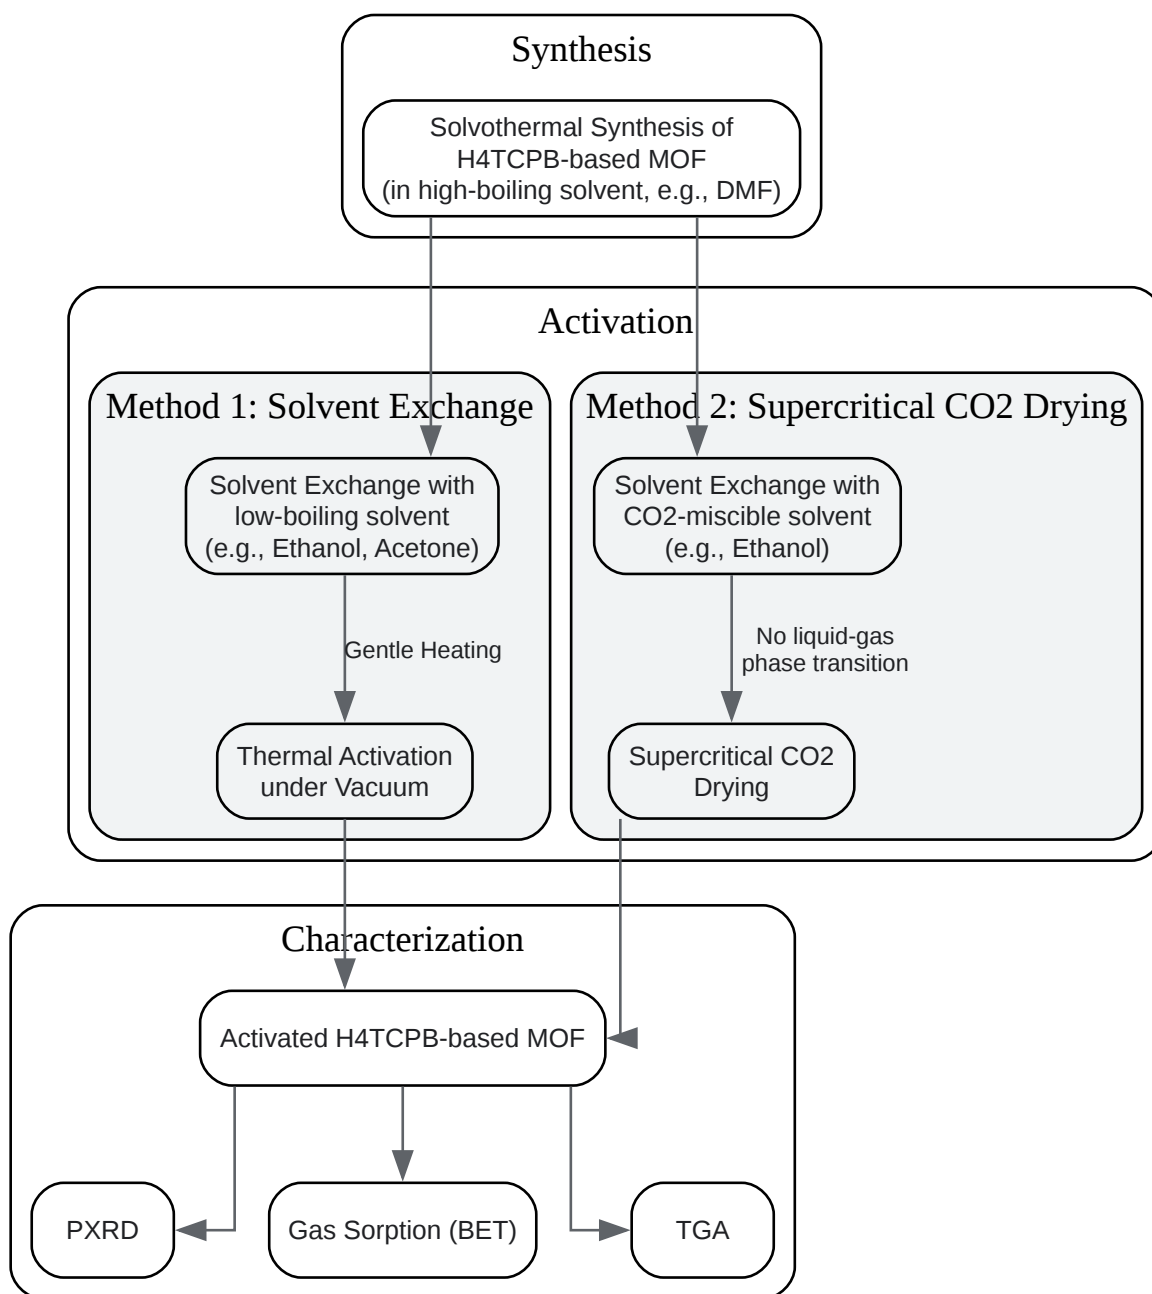 Synthesis
Solvothermal Synthesis of
H4TCPB-based MOF
(in high-boiling solvent, e.g., DMF)
Activation
Method 1: Solvent Exchange
Solvent Exchange with
low-boiling solvent
(e.g., Ethanol, Acetone)
Gentle Heating
Thermal Activation
under Vacuum
Method 2: Supercritical CO2 Drying
Solvent Exchange with
CO2-miscible solvent
(e.g., Ethanol)
No liquid-gas
phase transition
Supercritical CO2
Drying
Characterization
Activated H4TCPB-based MOF
PXRD
Gas Sorption (BET)
TGA